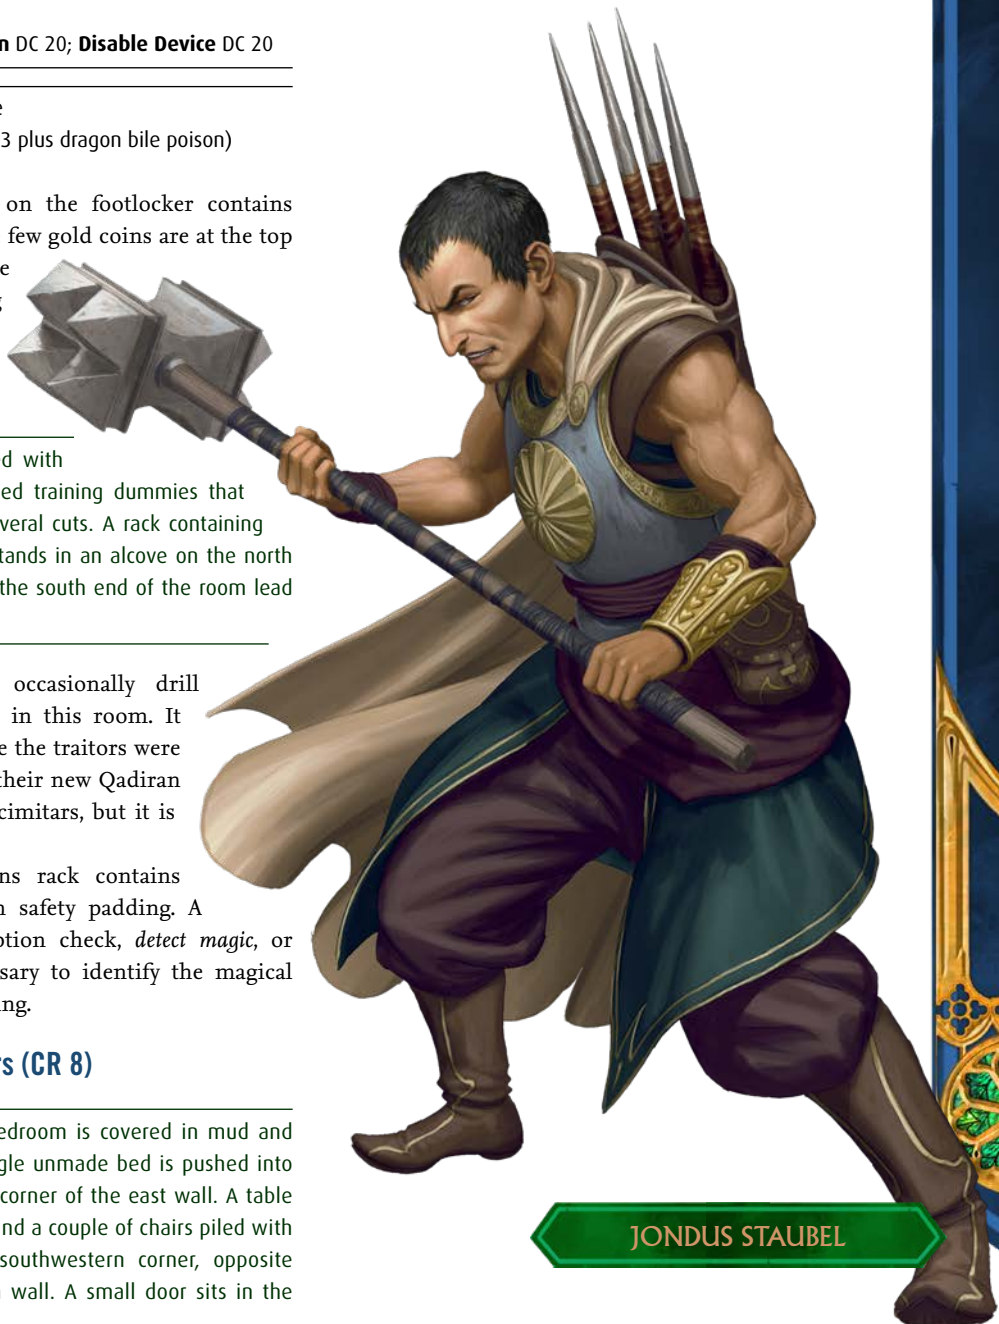 n DC 20; Disable Device DC 20
e
3 plus dragon bile poison)
on the footlocker contains
few gold coins are at the top
e
g
d with
ed training dummies that
veral cuts. A rack containing
tands in an alcove on the north
the south end of the room lead
occasionally drill
in this room. It
e the traitors were
their new Qadiran
cimitars, but it is
ns rack contains
n safety padding. A
ption check, detect magic, or
sary to identify the magical
ng.
rs (CR 8)
edroom is covered in mud and
gle unmade bed is pushed into
corner of the east wall. A table
nd a couple of chairs piled with
southwestern corner, opposite
wall. A small door sits in the
JONDUS STAUBEL